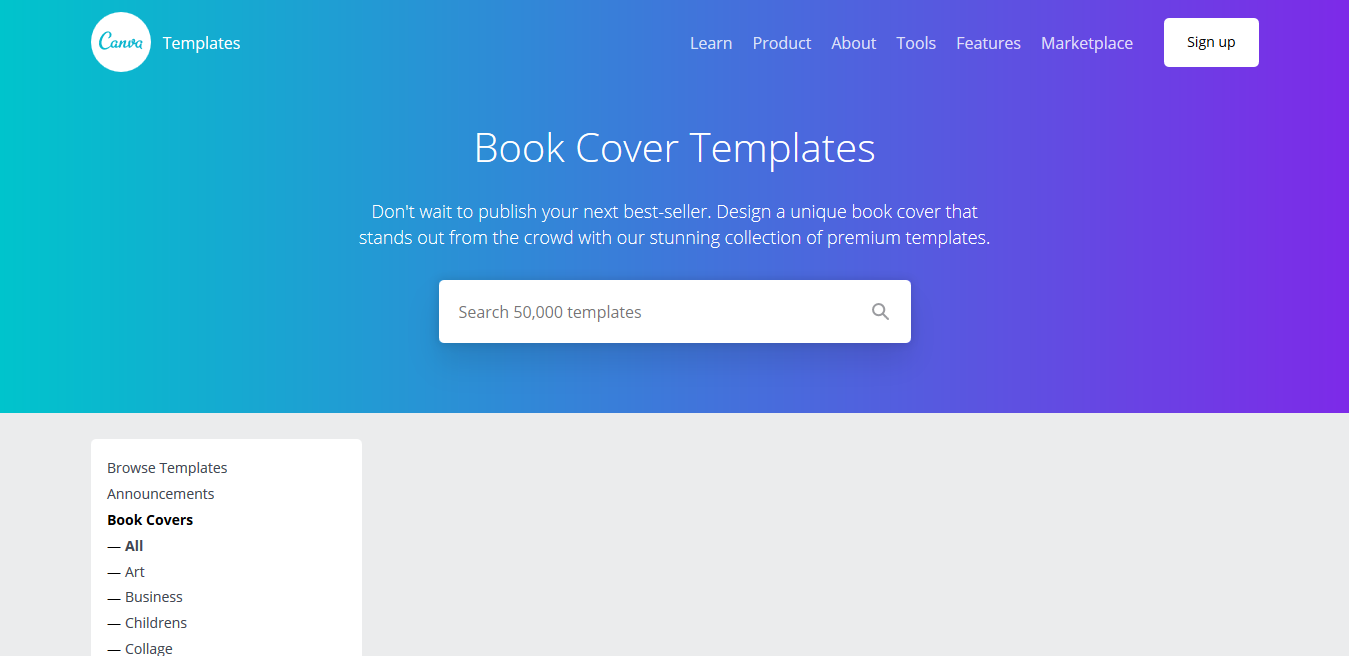 Canva Templates Learn Product About Tools Features Marketplace Sign up
Book Cover Templates
Don't wait to publish your next best-seller. Design a unique book cover that
stands out from the crowd with our stunning collection of premium templates.
Search 50,000 templates
Browse Templates
Announcements
Book Covers
— All
— Art
— Business
— Childrens
— Collage